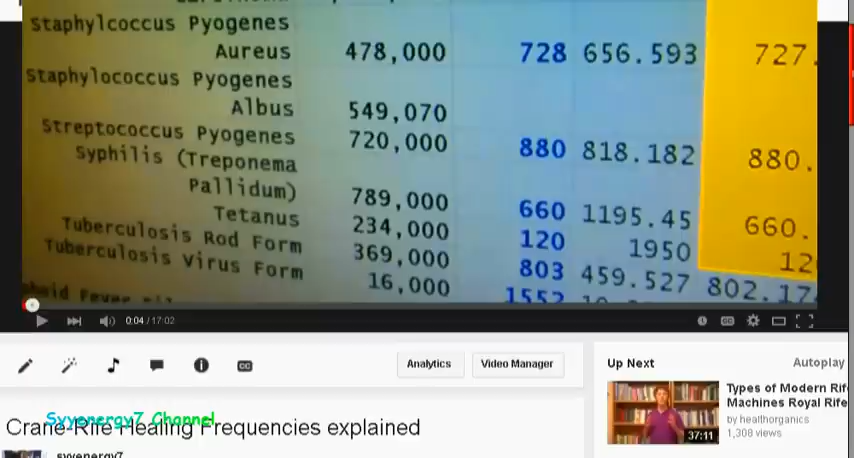 Staphylcoccus Pyogenes
Aureus 478,000 728 656.593 727.
Staphylococcus Pyogenes
Albus 549,070
Streptococcus Pyogenes 720,000 880 818.182 880.
Syphilis (Treponema
Pallidum) 789,000 660 1195.45 660.
Tetanus 234,000 120 1950 12
Tuberculosis Rod Form 369,000 803 459.527 802.17
Tuberculosis Virus Form 16,000 1552
0:04 / 17:02
Analytics Video Manager
Up Next Autoplay
Types of Modern Rife
Machines Royal Rife
by healthorganics
1,308 views
37:11
Syyenergy7 Channel
Crane-Rife Healing Frequencies explained
syyenergy7